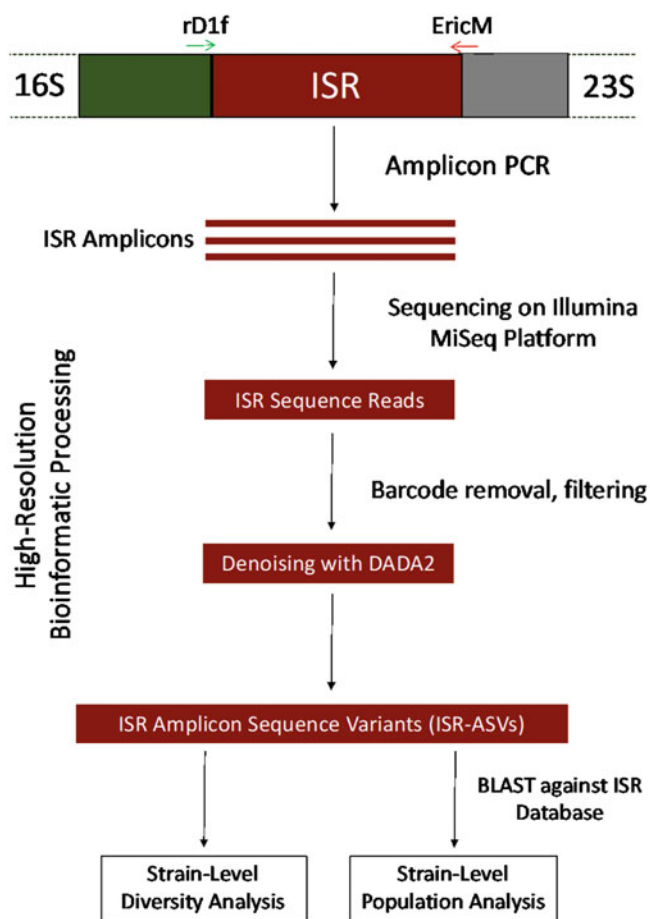 rD1f
EricM
16S
ISR
23S
Amplicon PCR
ISR Amplicons
Sequencing on Illumina
MiSeq Platform
ISR Sequence Reads
High-Resolution
Bioinformatic Processing
Barcode removal, filtering
Denoising with DADA2
ISR Amplicon Sequence Variants (ISR-ASVs)
BLAST against ISR
Database
Strain-Level
Diversity Analysis
Strain-Level
Population Analysis